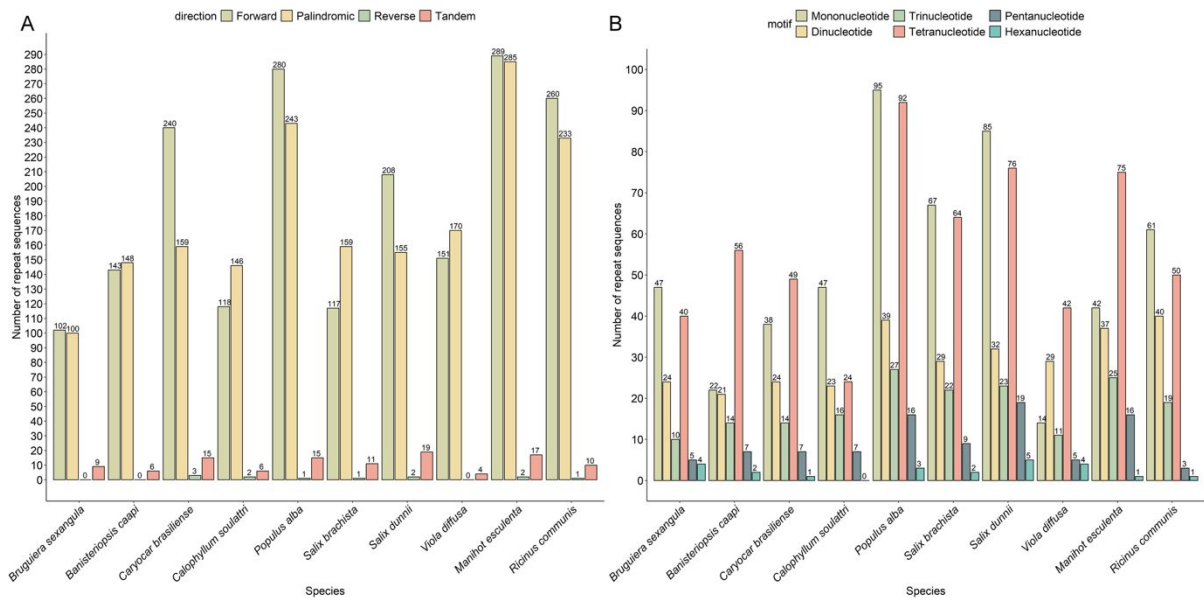 A
direction Forward Palindromic Reverse Tandem
Number of repeat sequences
290
280
270
260
250
240
230
220
210
200
190
180
170
160
150
140
130
120
110
100
90
80
70
60
50
40
30
20
10
0
102 100 0 9
143 148 0 6
240 159 3 15
118 146 2 6
280 243 1 15
117 159 1 11
208 155 2 19
151 170 0 4
289 285 2 17
260 233 1 10
Bruguiera sexangula
Banisteriopsis caapi
Caryocar brasiliense
Calophyllum soulattri
Populus alba
Salix brachista
Salix dunnii
Viola diffusa
Manihot esculenta
Ricinus communis
Species
B
motif
Mononucleotide Trinucleotide Pentanucleotide
Dinucleotide Tetranucleotide Hexanucleotide
Number of repeat sequences
100
90
80
70
60
50
40
30
20
10
0
47 24 10 40 5 4
22 21 14 56 7 2
38 24 14 49 7 1
47 23 16 24 7 0
95 39 27 92 16 3
67 29 22 64 9 2
85 32 23 76 19 5
14 29 11 42 5 4
42 37 25 75 16 1
61 40 19 50 3 1
Bruguiera sexangula
Banisteriopsis caapi
Caryocar brasiliense
Calophyllum soulattri
Populus alba
Salix brachista
Salix dunnii
Viola diffusa
Manihot esculenta
Ricinus communis
Species